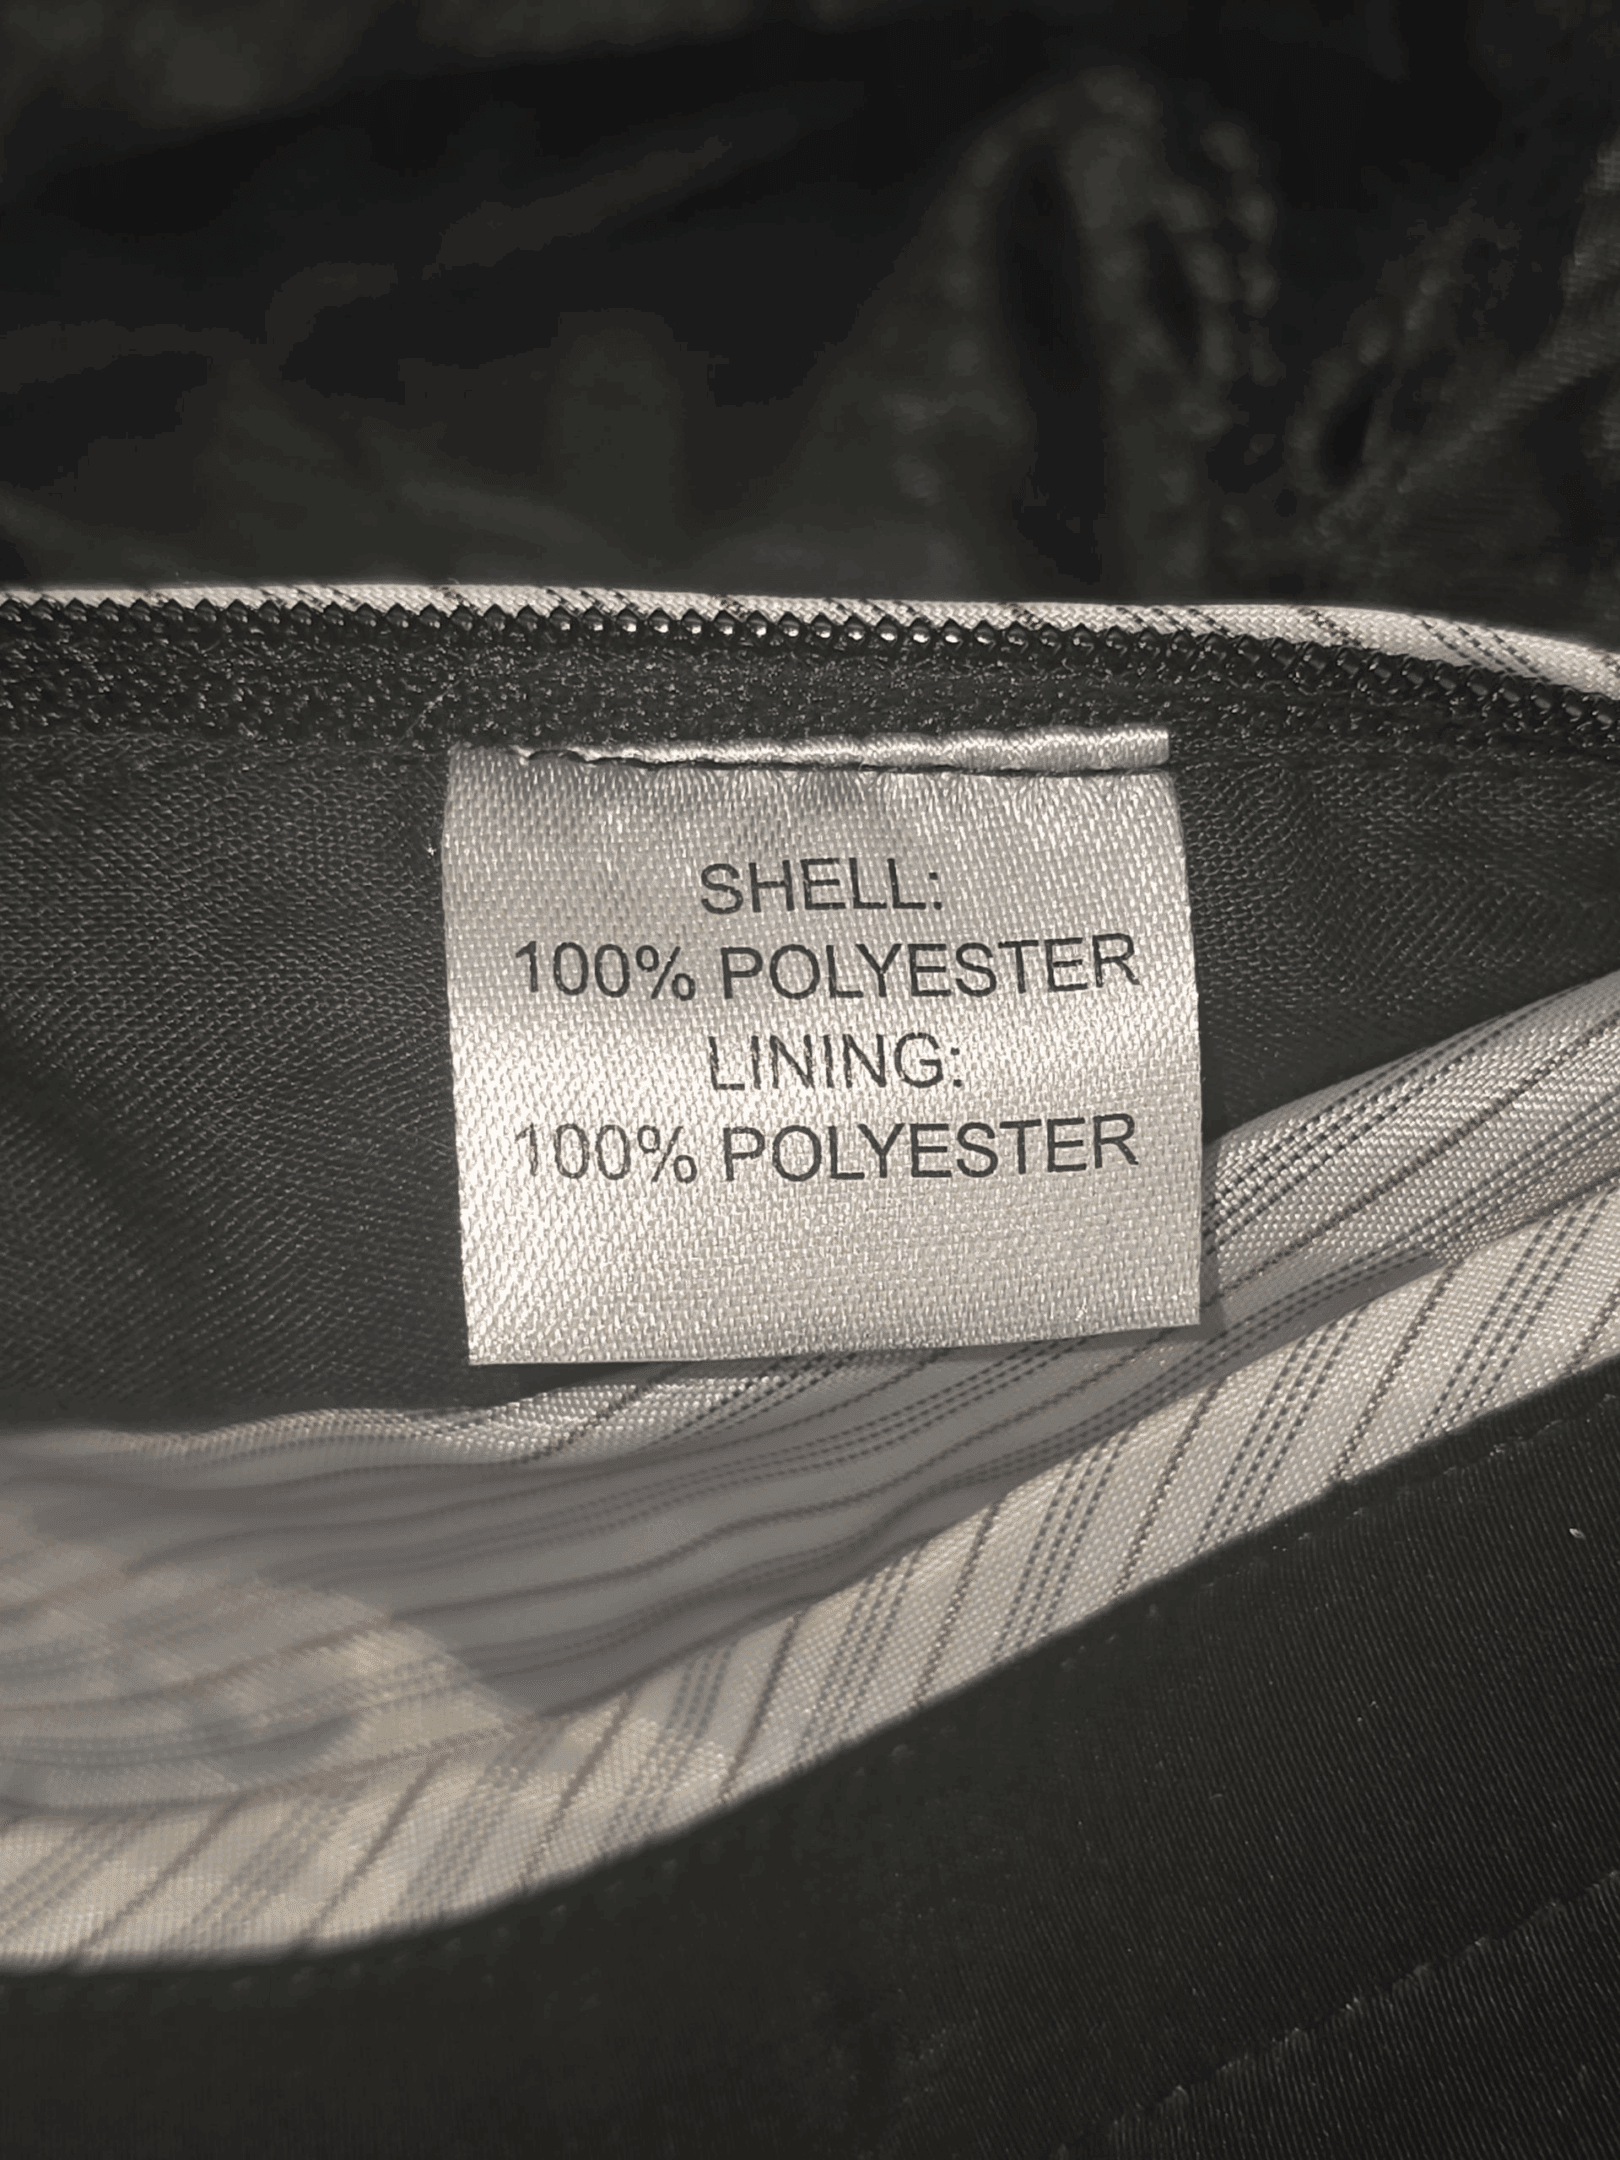 SHELL:
100% POLYESTER
LINING:
100% POLYESTER